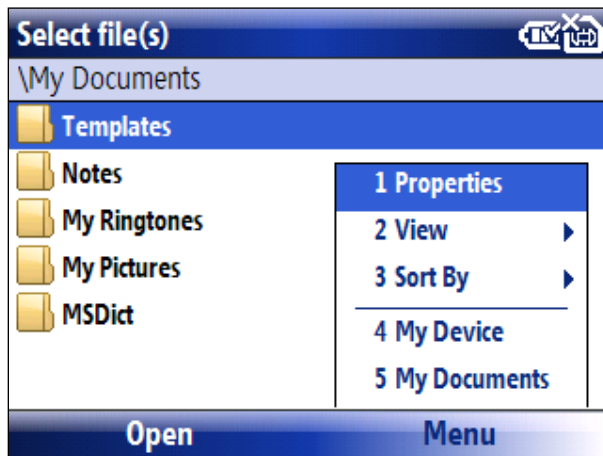 Select file(s)
\My Documents
Templates
Notes
My Ringtones
My Pictures
MSDict
1 Properties
2 View
3 Sort By
4 My Device
5 My Documents
Open
Menu